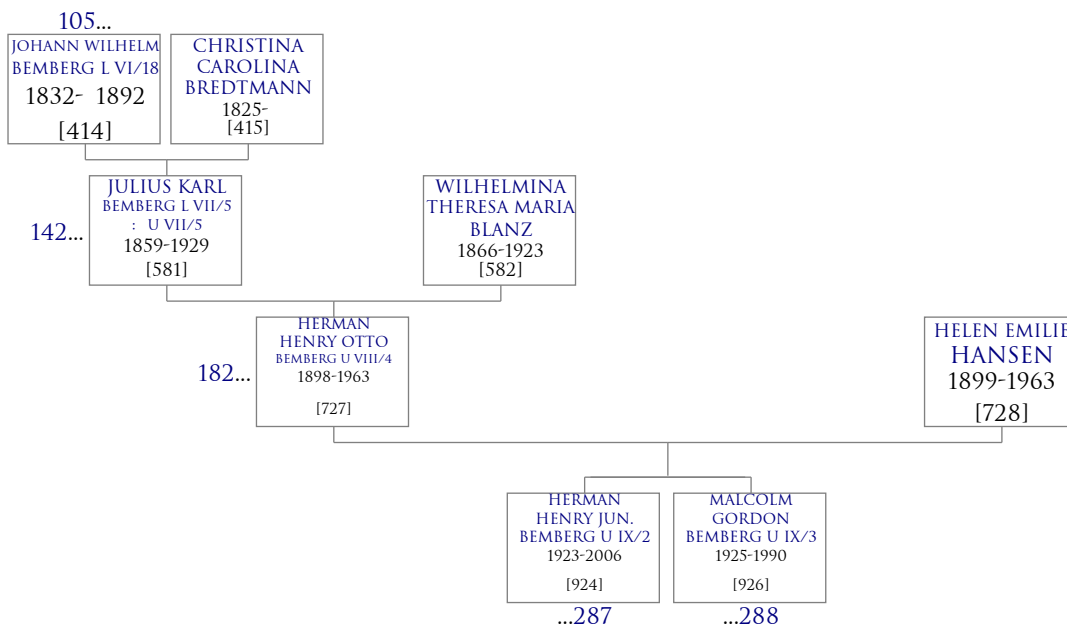 105...
JOHANN WILHELM
BEMBERG L VI/18
1832- 1892
[414]
CHRISTINA
CAROLINA
BREDTMANN
1825-
[415]
142...
JULIUS KARL
BEMBERG L VII/5
: U VII/5
1859-1929
[581]
WILHELMINA
THERESA MARIA
BLANZ
1866-1923
[582]
182...
HERMAN
HENRY OTTO
BEMBERG U VIII/4
1898-1963
[727]
HELEN EMILIE
HANSEN
1899-1963
[728]
HERMAN
HENRY JUN.
BEMBERG U IX/2
1923-2006
[924]
...287
MALCOLM
GORDON
BEMBERG U IX/3
1925-1990
[926]
...288